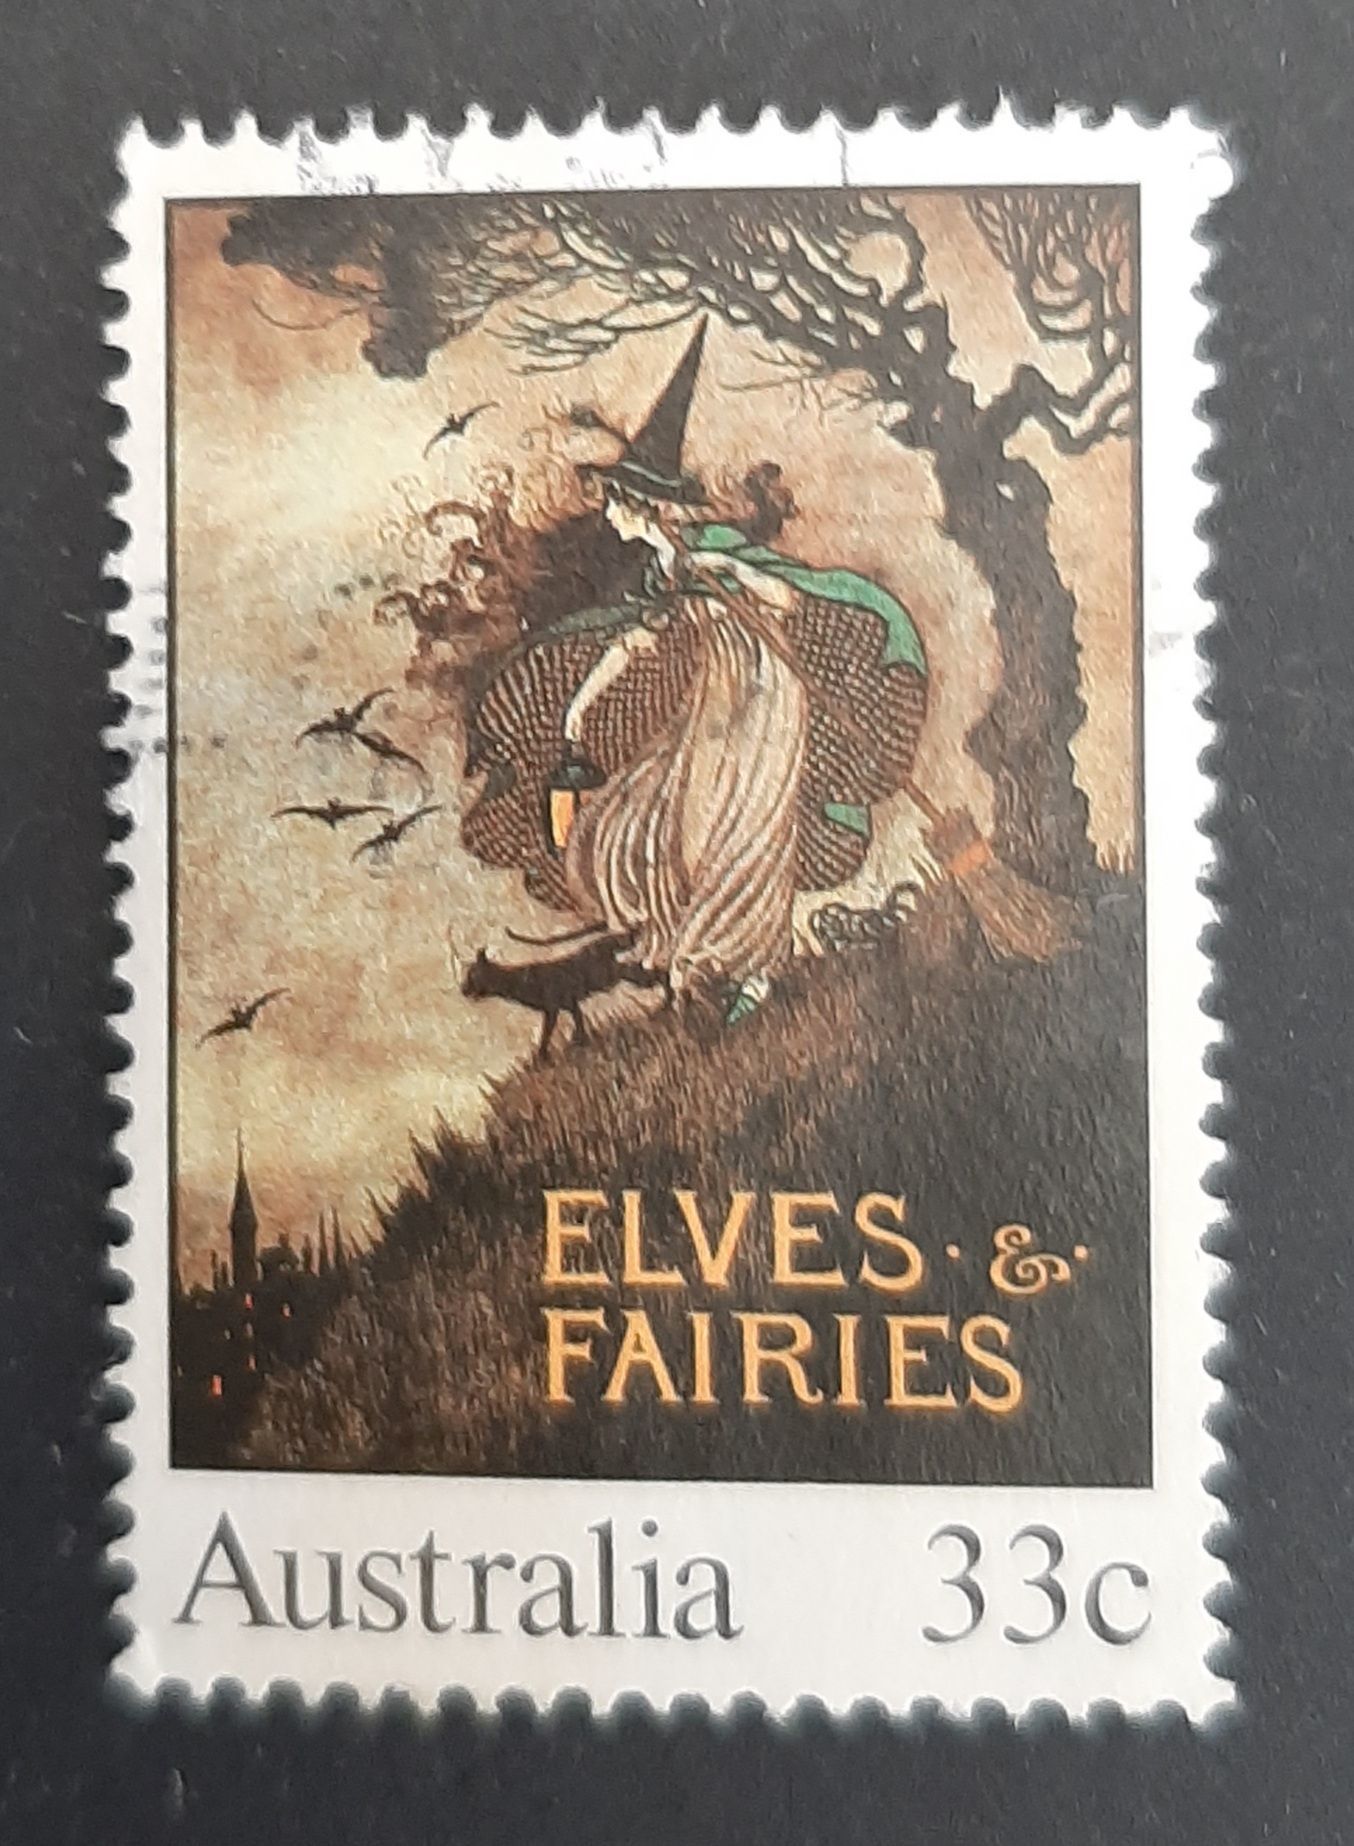 ELVES · & ·
FAIRIES
Australia 33c